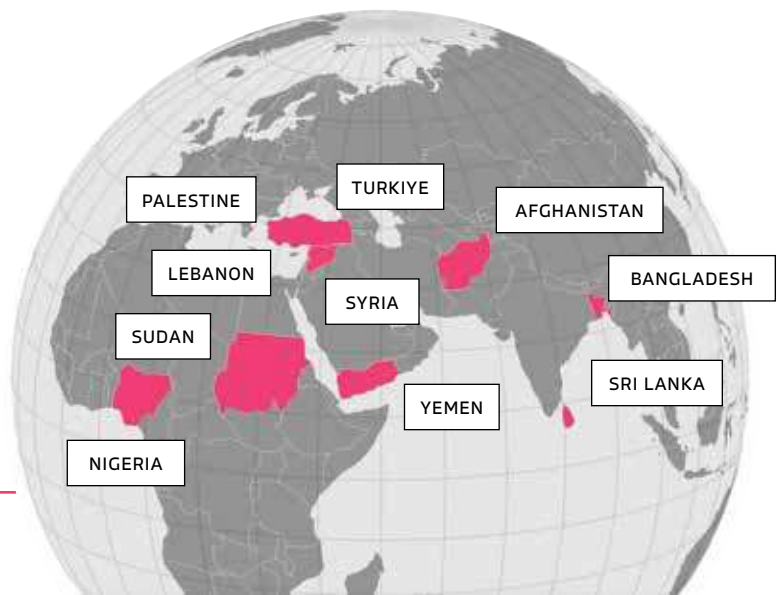 TURKIYE
PALESTINE
AFGHANISTAN
LEBANON
BANGLADESH
SYRIA
SUDAN
SRI LANKA
YEMEN
NIGERIA